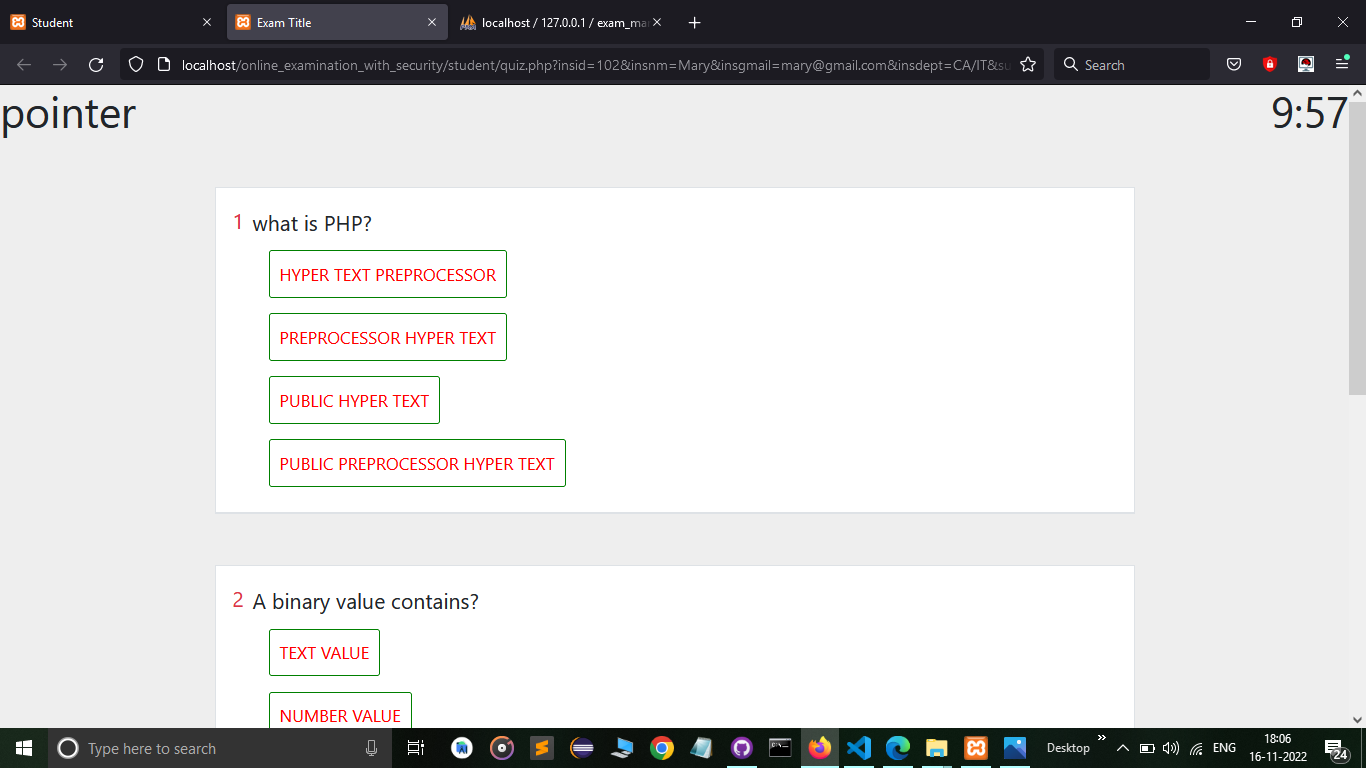 Student
Exam Title
localhost / 127.0.0.1 / exam_ma
localhost/online_examination_with_security/student/quiz.php?insid=102&insnm=Mary&insgmail=mary@gmail.com&insdept=CA/IT&su
Search
pointer
9:57
1 what is PHP?
HYPER TEXT PREPROCESSOR
PREPROCESSOR HYPER TEXT
PUBLIC HYPER TEXT
PUBLIC PREPROCESSOR HYPER TEXT
2 A binary value contains?
TEXT VALUE
NUMBER VALUE
Type here to search
Desktop
ENG
18:06
16-11-2022
24